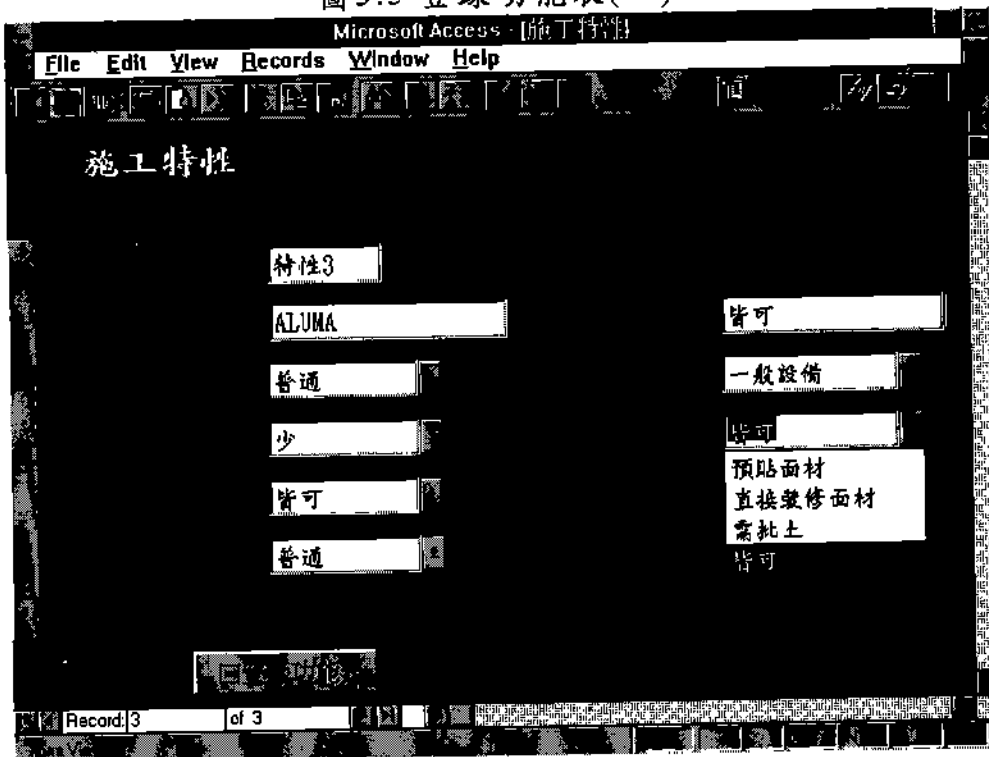 Microsoft Access - [施工特性]
File Edit View Records Window Help
施工特性
特性3
ALUMA
皆可
普通
一般設備
少
皆可
預貼面材
直接裝修面材
需批土
皆可
皆可
普通
Record: 3 of 3